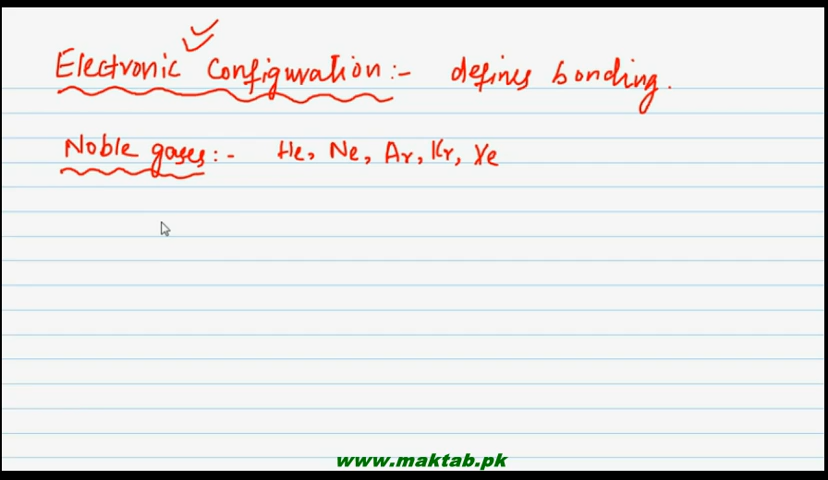 Electronic Configuration:- defines bonding.
Noble gases:- He, Ne, Ar, Kr, Xe
www.maktab.pk